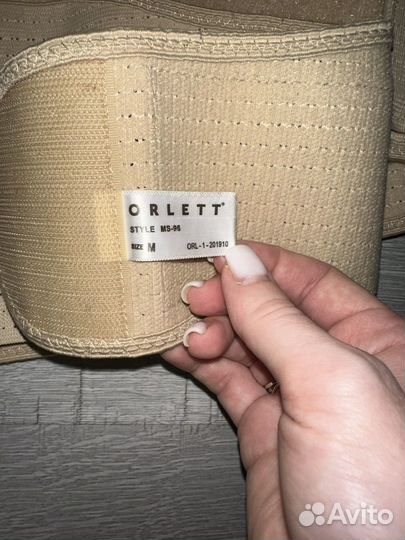 ORLETT®
STYLE MS-96
SIZE M ORL-1-201910
Avito